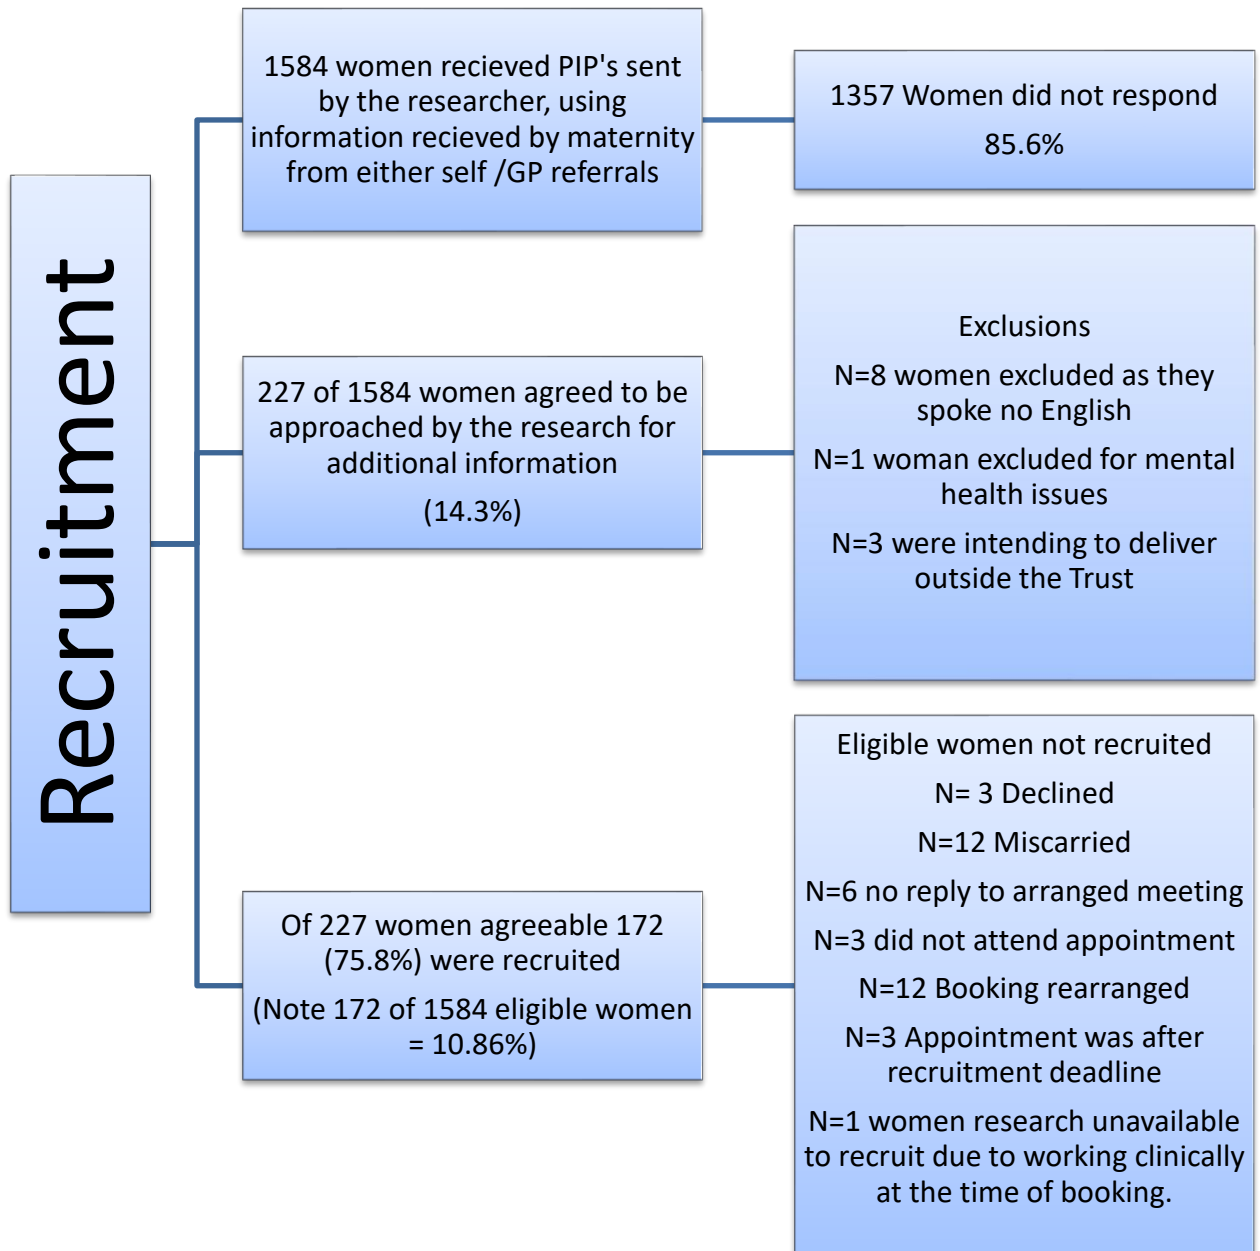 Recruitment
1584 women recieved PIP's sent
by the researcher, using
information recieved by maternity
from either self /GP referrals
1357 Women did not respond
85.6%
227 of 1584 women agreed to be
approached by the research for
additional information
(14.3%)
Exclusions
N=8 women excluded as they
spoke no English
N=1 woman excluded for mental
health issues
N=3 were intending to deliver
outside the Trust
Of 227 women agreeable 172
(75.8%) were recruited
(Note 172 of 1584 eligible women
= 10.86%)
Eligible women not recruited
N= 3 Declined
N=12 Miscarried
N=6 no reply to arranged meeting
N=3 did not attend appointment
N=12 Booking rearranged
N=3 Appointment was after
recruitment deadline
N=1 women research unavailable
to recruit due to working clinically
at the time of booking.